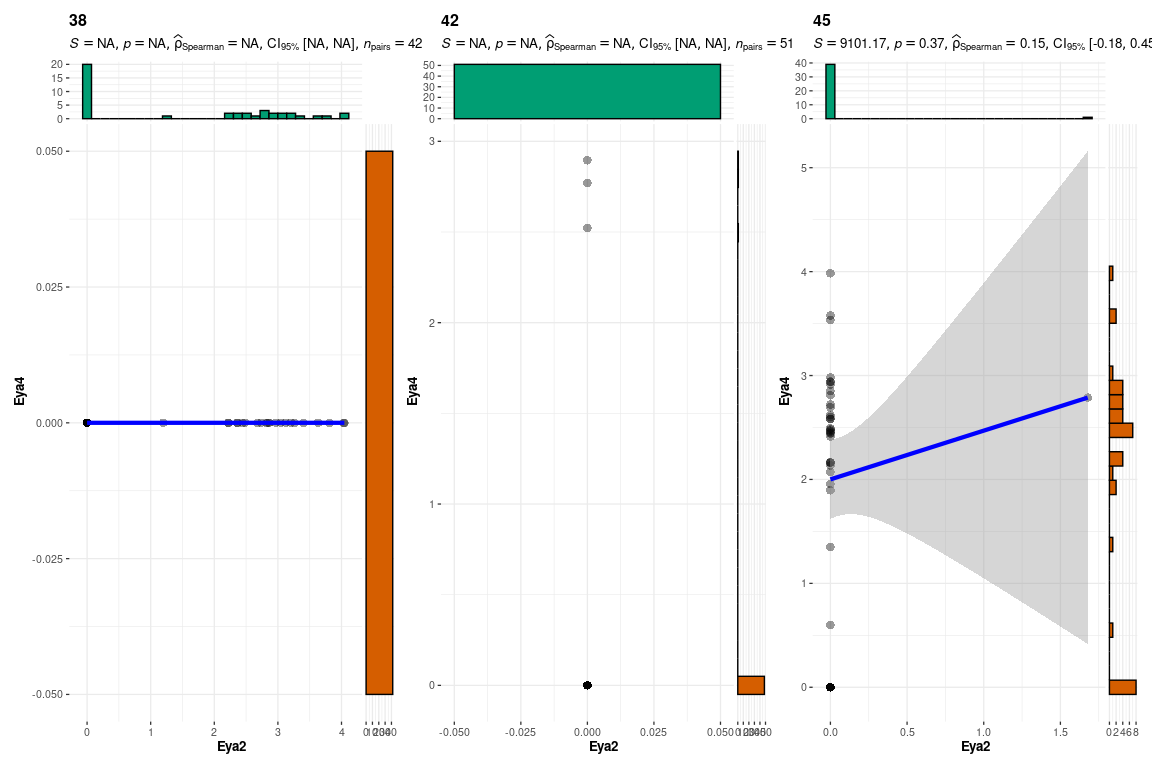 38
S = NA, p = NA, ρ̂Spearman = NA, CI95% [NA, NA], npairs = 42
20
15
10
5
0
0.050
0.025
0.000
-0.025
-0.050
Eya4
0 1 2 3 4
Eya2
42
S = NA, p = NA, ρ̂Spearman = NA, CI95% [NA, NA], npairs = 51
50
40
30
20
10
0
3
2
1
0
Eya4
-0.050 -0.025 0.000 0.025 0.050
Eya2
45
S = 9101.17, p = 0.37, ρ̂Spearman = 0.15, CI95% [-0.18, 0.45
40
30
20
10
0
5
4
3
2
1
0
Eya4
0.0 0.5 1.0 1.5 0 2 4 6 8
Eya2